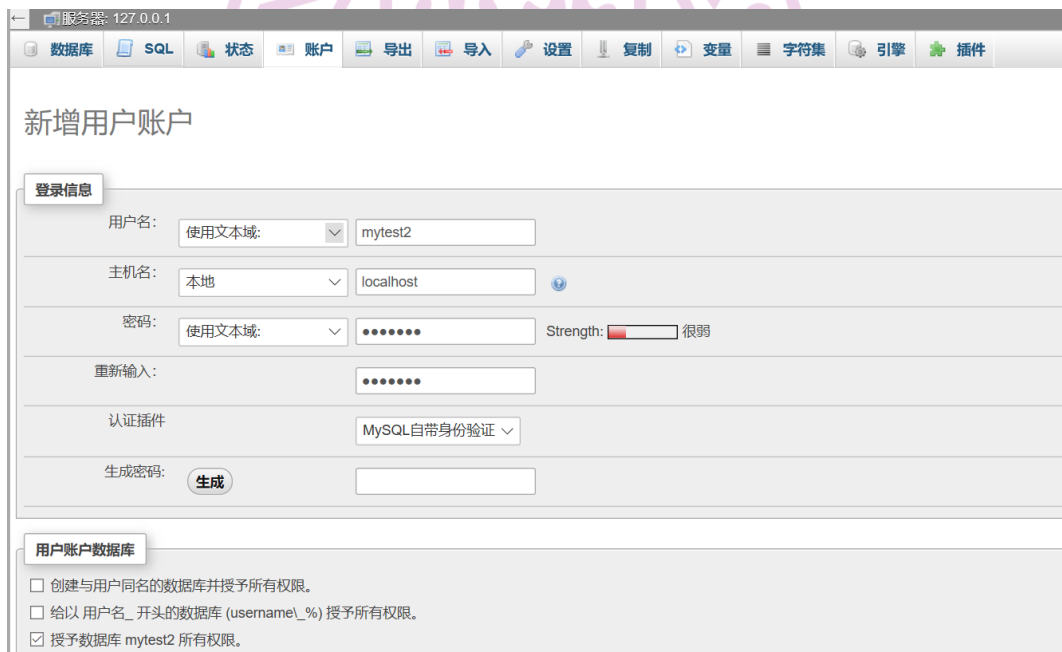 服务器: 127.0.0.1
数据库 SQL 状态 账户 导出 导入 设置 复制 变量 字符集 引擎 插件
新增用户账户
登录信息
用户名: 使用文本域: mytest2
主机名: 本地 localhost
密码: 使用文本域: ●●●●●●● Strength: 很弱
重新输入: ●●●●●●●
认证插件 MySQL自带身份验证
生成密码: 生成
用户账户数据库
创建与用户同名的数据库并授予所有权限。
给以 用户名_ 开头的数据库 (username\_%) 授予所有权限。
授予数据库 mytest2 所有权限。